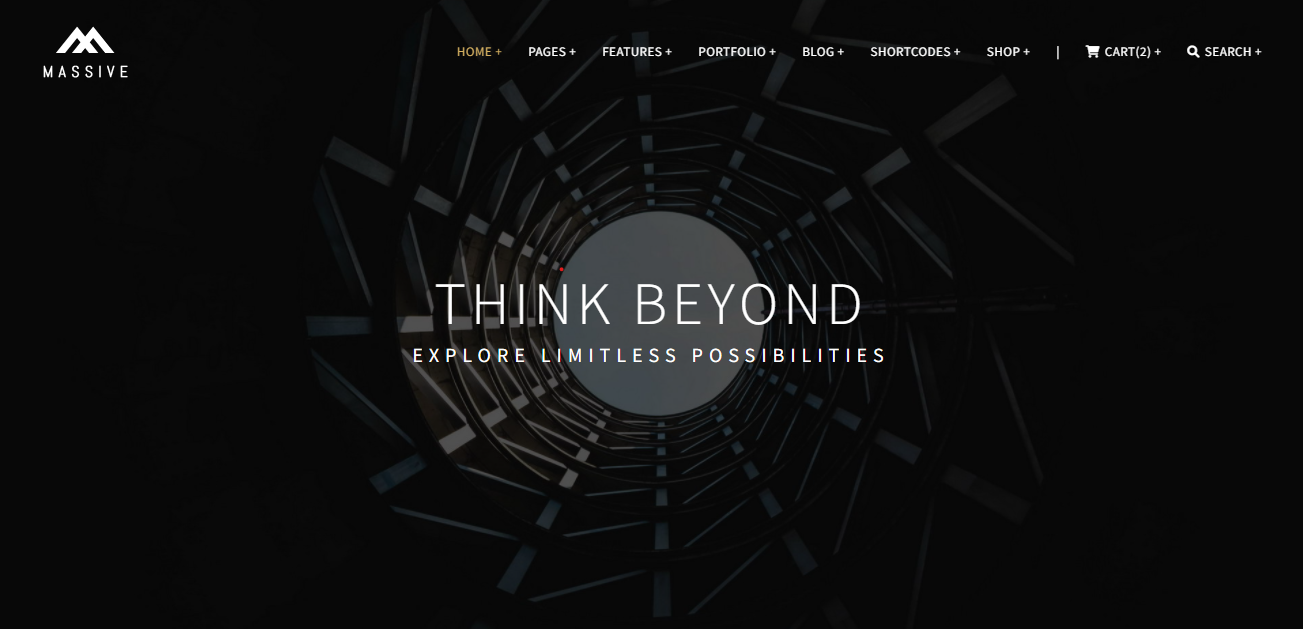 MASSIVE
HOME + PAGES + FEATURES + PORTFOLIO + BLOG + SHORTCODES + SHOP + | CART(2) + SEARCH +
THINK BEYOND
EXPLORE LIMITLESS POSSIBILITIES